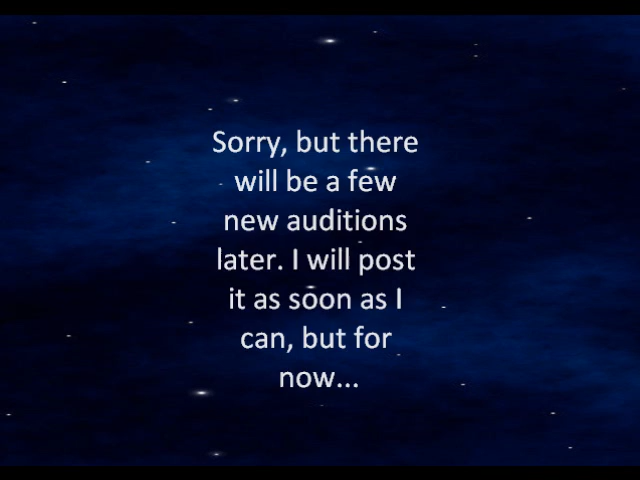 Sorry, but there
will be a few
new auditions
later. I will post
it as soon as I
can, but for
now...